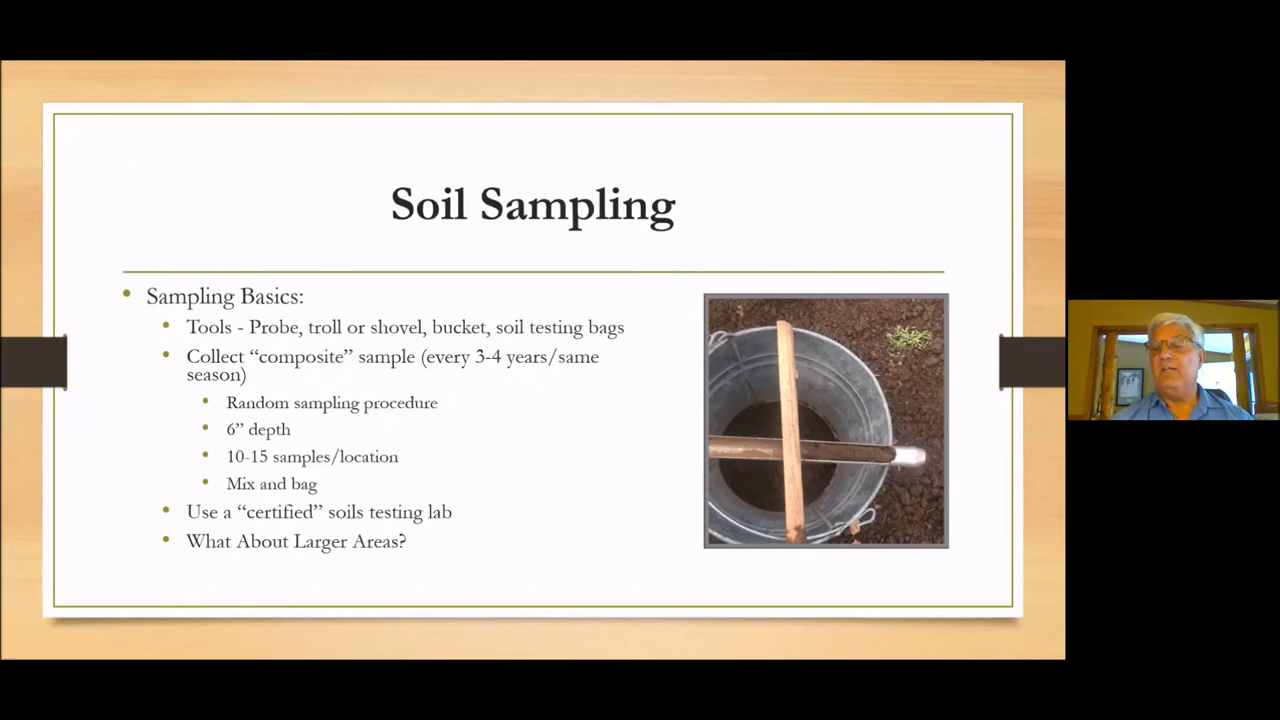 Soil Sampling
Sampling Basics:
Tools - Probe, troll or shovel, bucket, soil testing bags
Collect “composite” sample (every 3-4 years/same
season)
Random sampling procedure
6” depth
10-15 samples/location
Mix and bag
Use a “certified” soils testing lab
What About Larger Areas?